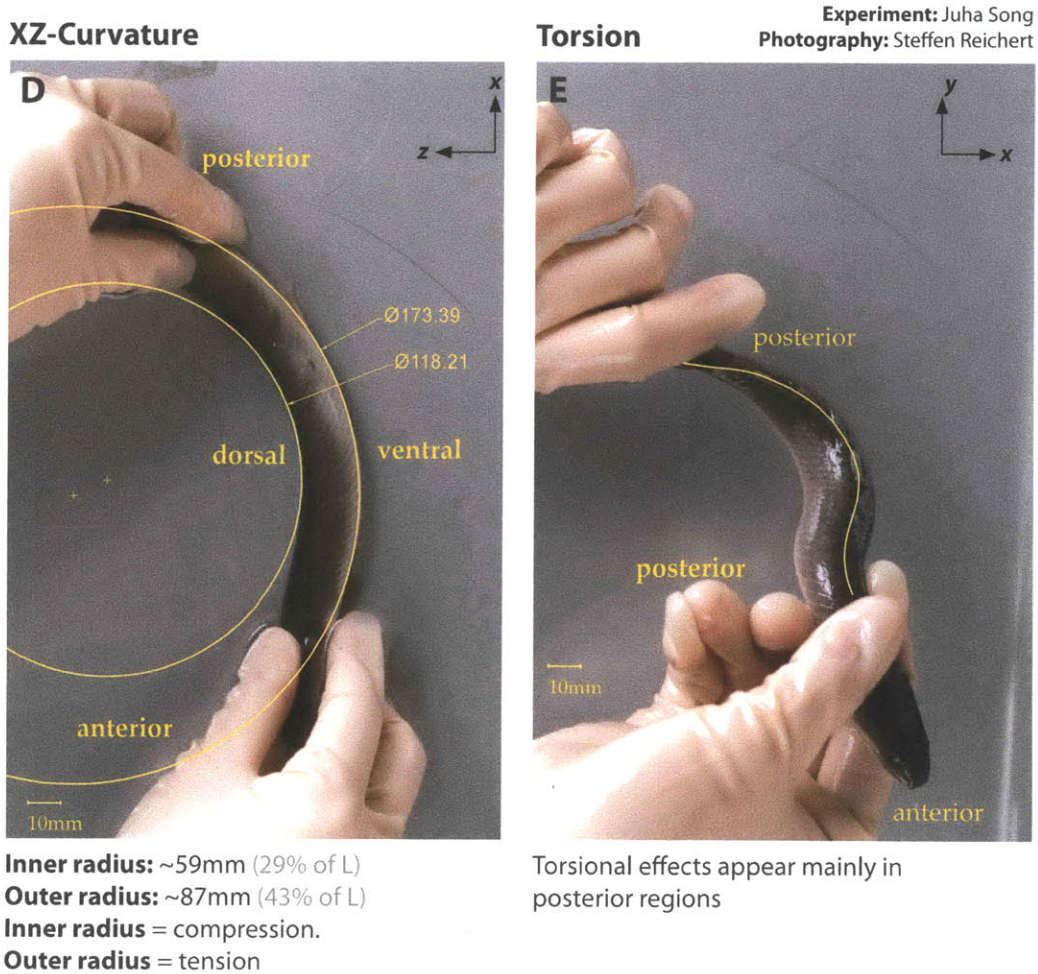 XZ-Curvature
Torsion
Experiment: Juha Song
Photography: Steffen Reichert
D
x
z
posterior
Ø173.39
Ø118.21
dorsal
ventral
anterior
10mm
E
y
x
posterior
posterior
10mm
anterior
Inner radius: ~59mm (29% of L)
Outer radius: ~87mm (43% of L)
Inner radius = compression.
Outer radius = tension
Torsional effects appear mainly in
posterior regions